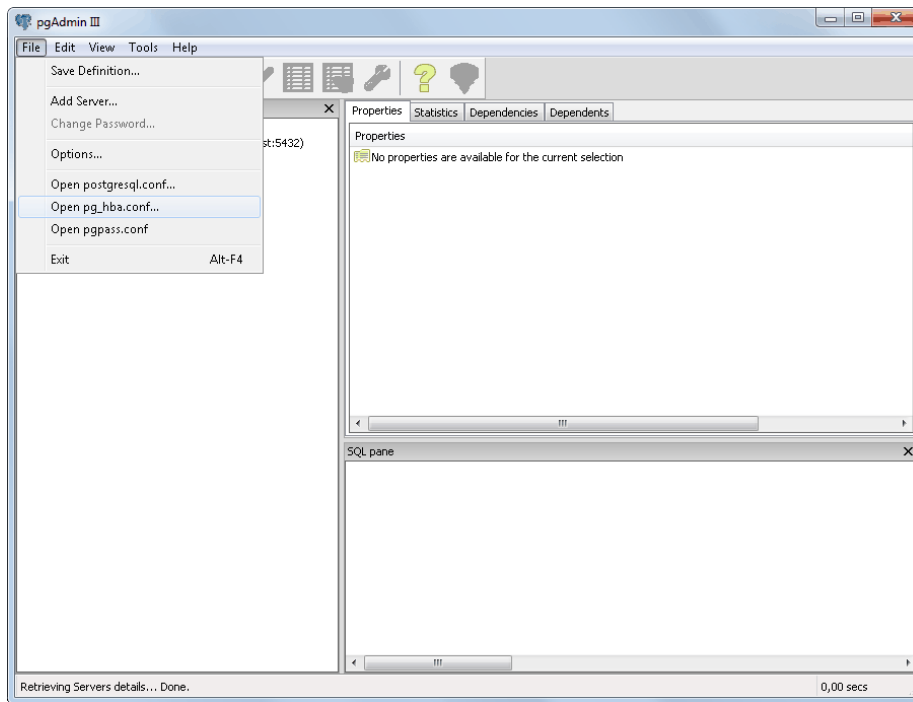 pgAdmin III
File Edit View Tools Help
Save Definition...
Add Server...
Change Password...
Options...
Open postgresql.conf...
Open pg_hba.conf...
Open pgpass.conf
Exit Alt-F4
st:5432)
Properties Statistics Dependencies Dependents
Properties
No properties are available for the current selection
SQL pane
Retrieving Servers details... Done. 0,00 secs